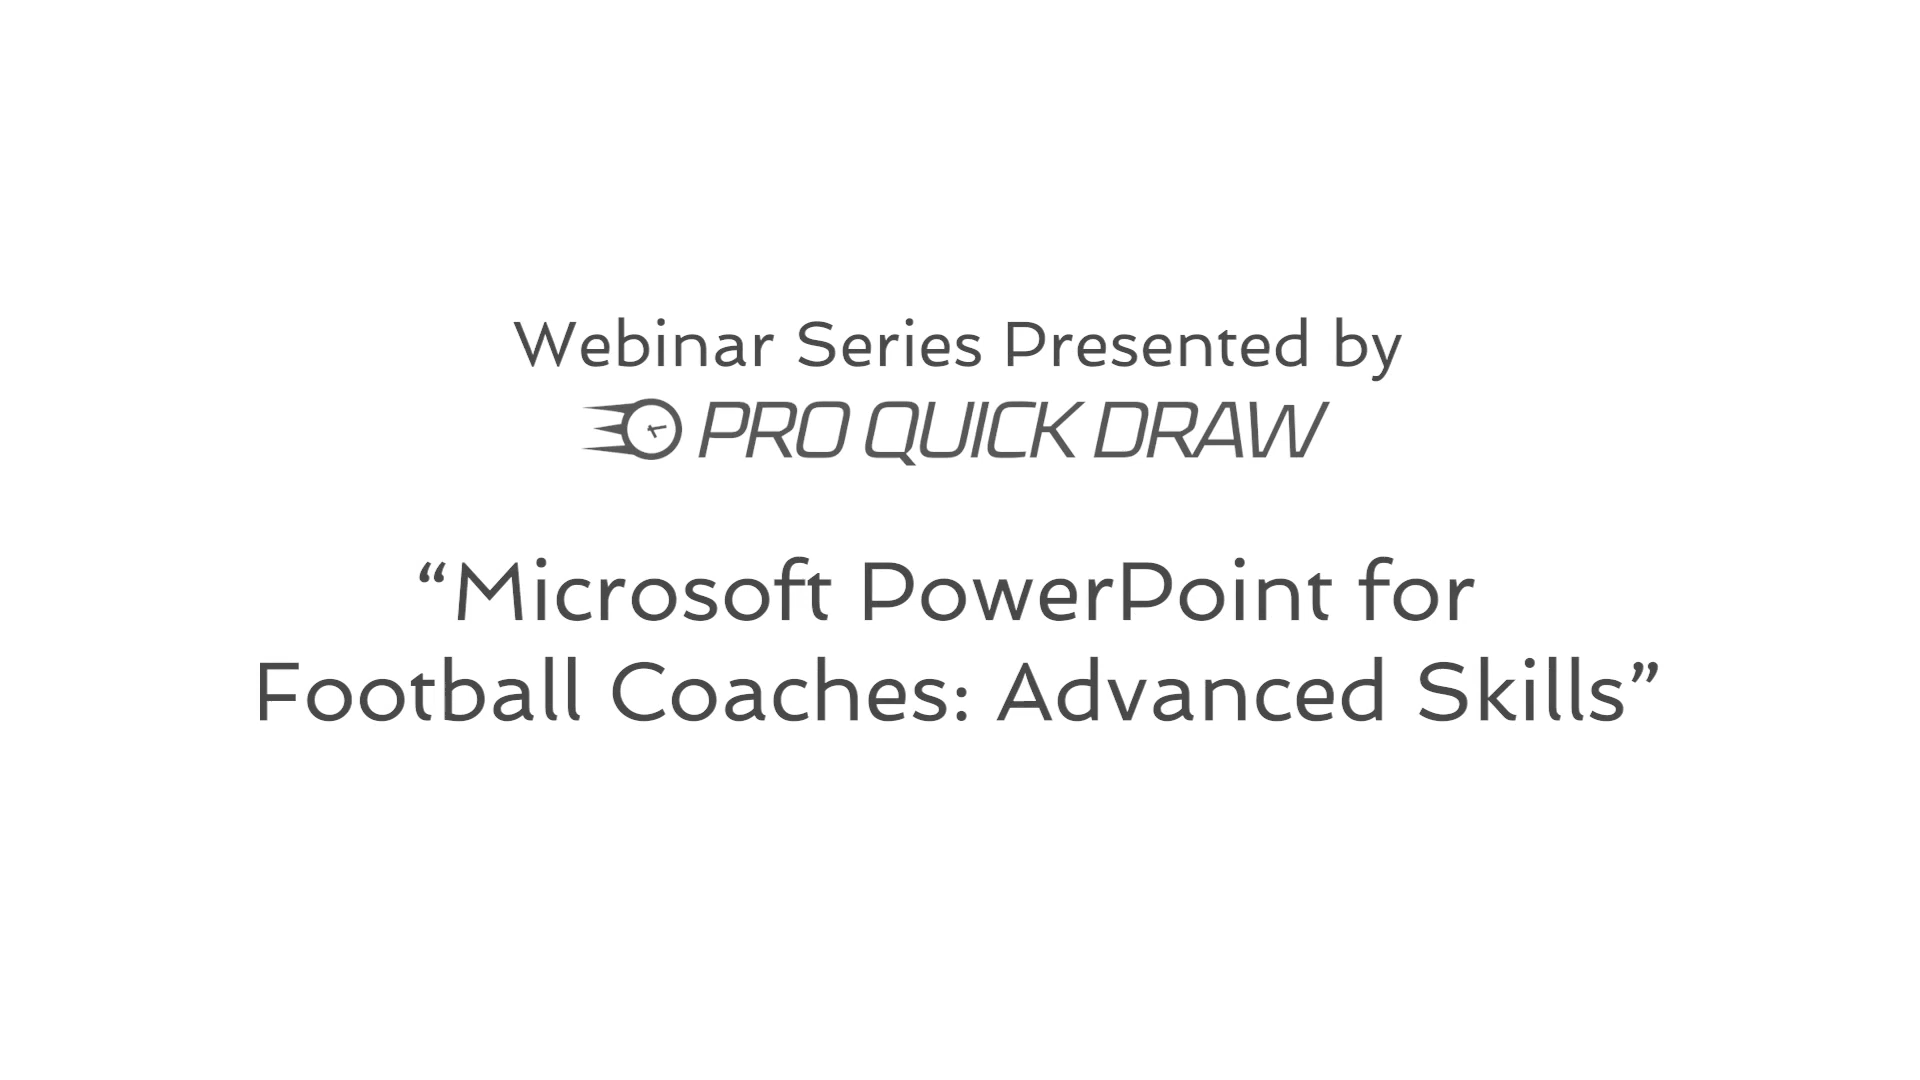 Webinar Series Presented by
PRO QUICK DRAW
“Microsoft PowerPoint for
Football Coaches: Advanced Skills”